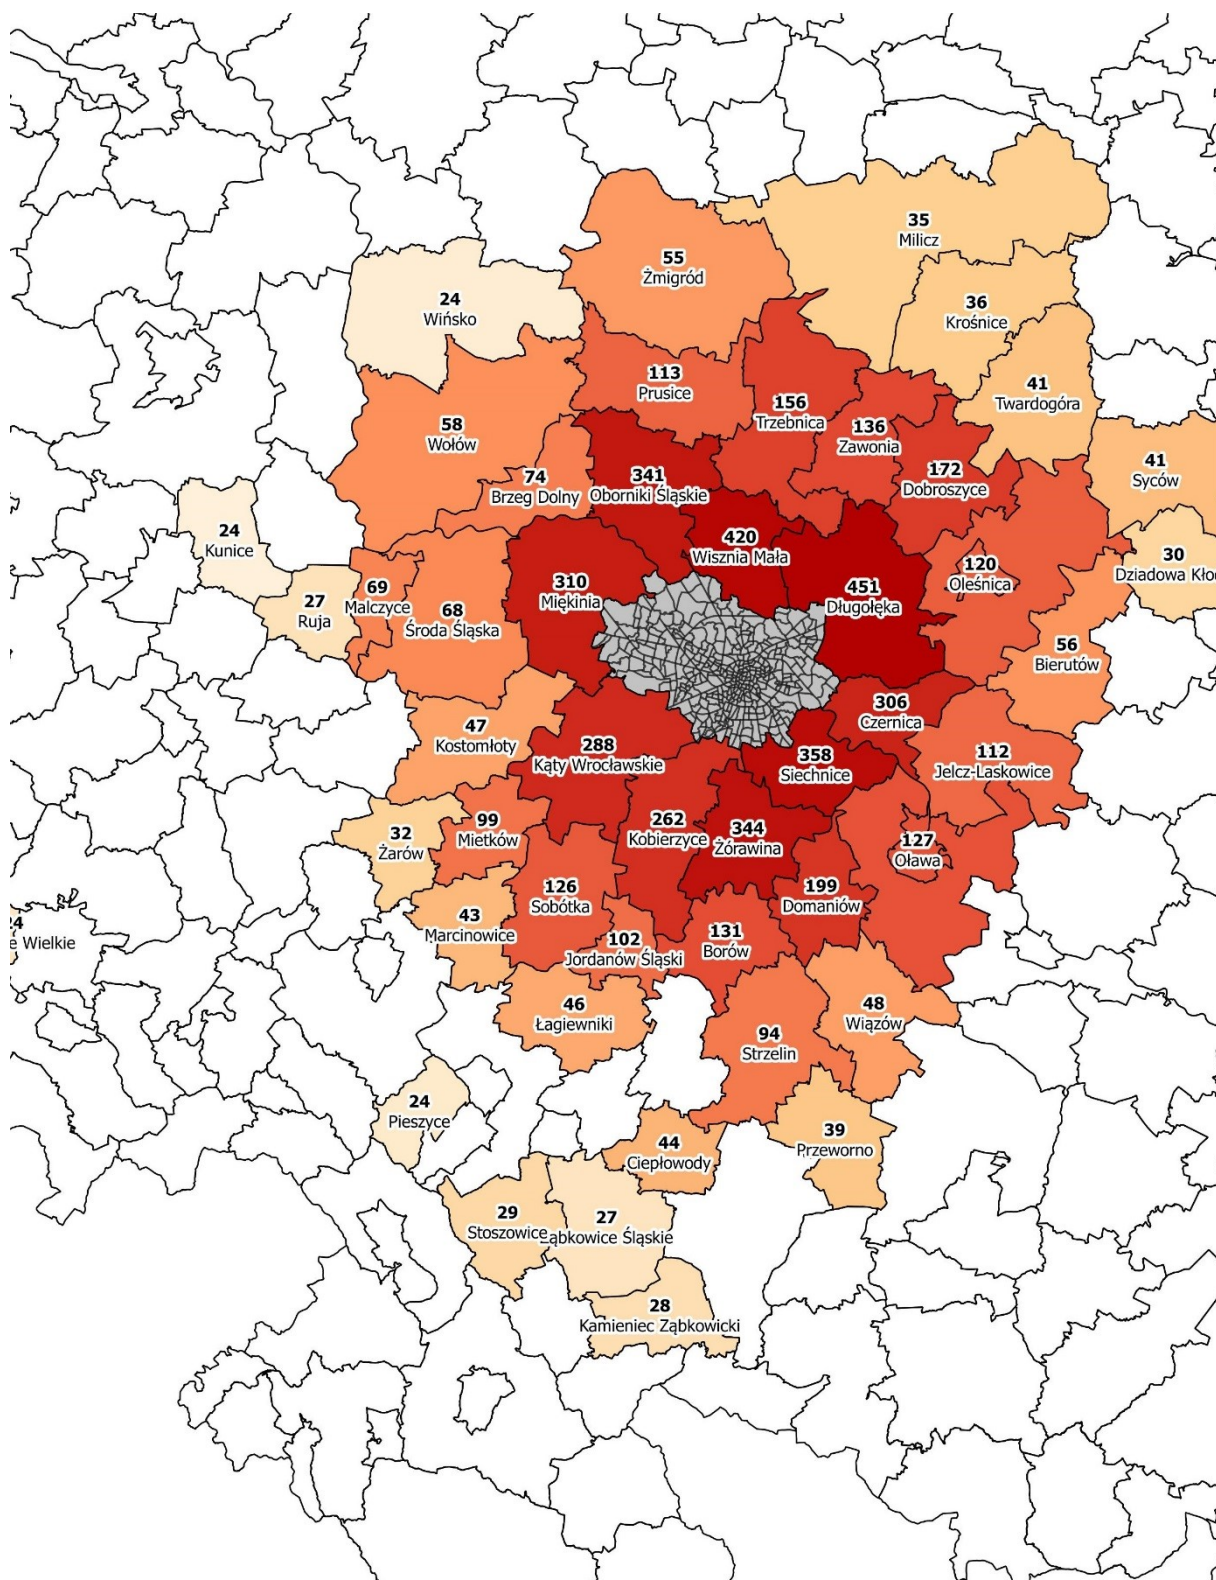 35
Milicz
55
Żmigród
24
Wińsko
36
Krośnice
113
Prusice
41
Twardogóra
156
Trzebnica
136
Zawonia
58
Wołów
74
Brzeg Dolny
341
Oborniki Śląskie
172
Dobroszyce
41
Syców
24
Kunice
420
Wisznia Mała
30
Dziadowa Kło
120
Oleśnica
310
Miękinia
451
Długołęka
27
Ruja
69
Malczyce
68
Środa Śląska
56
Bierutów
306
Czernica
47
Kostomłoty
288
Kąty Wrocławskie
358
Siechnice
112
Jelcz-Laskowice
32
Żarów
99
Mietków
262
Kobierzyce
344
Żórawina
127
Oława
126
Sobótka
199
Domaniów
24
e Wielkie
43
Marcinowice
102
Jordanów Śląski
131
Borów
46
Łagiewniki
48
Wiązów
94
Strzelin
24
Pieszyce
44
Ciepłowody
39
Przeworno
29
Stoszowice
27
Ząbkowice Śląskie
28
Kamieniec Ząbkowicki